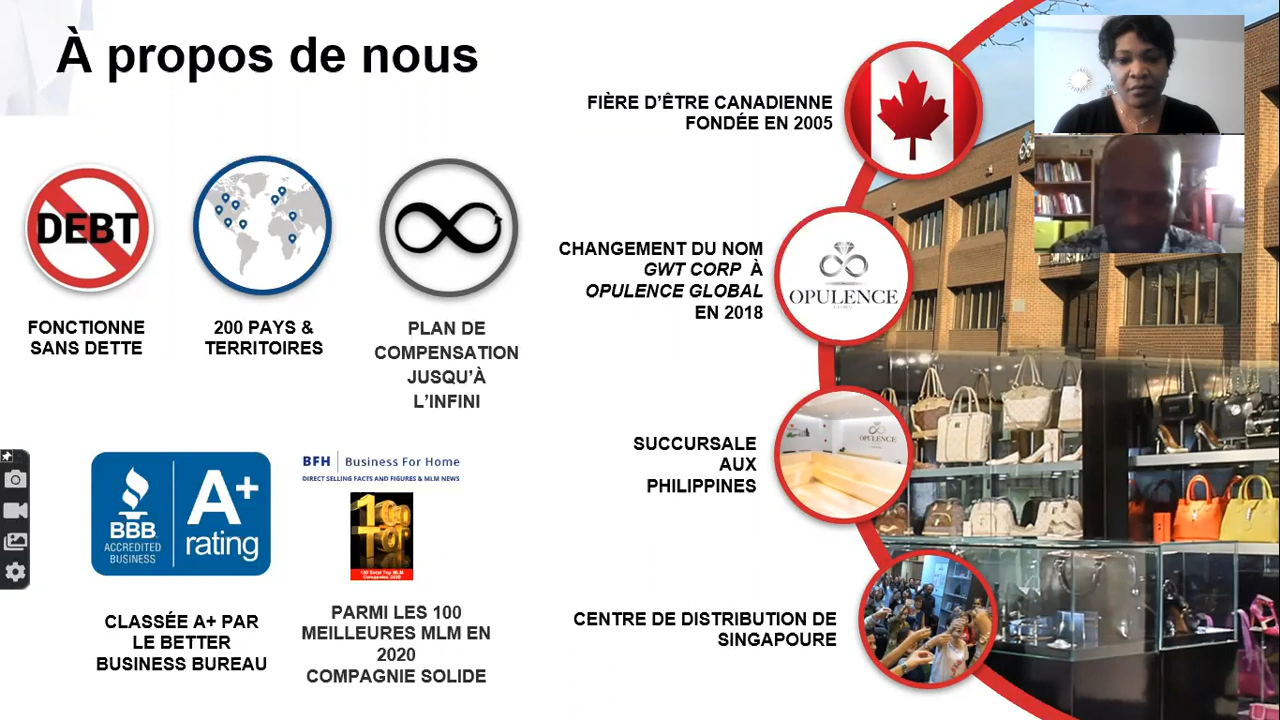 À propos de nous
FIÈRE D'ÊTRE CANADIENNE
FONDÉE EN 2005
DEBT
FONCTIONNE
SANS DETTE
200 PAYS &
TERRITOIRES
PLAN DE
COMPENSATION
JUSQU'À
L'INFINI
CHANGEMENT DU NOM
GWT CORP À
OPULENCE GLOBAL
EN 2018
OPULENCE
GLOBAL
BBB
ACCREDITED
BUSINESS
A+
rating
CLASSÉE A+ PAR
LE BETTER
BUSINESS BUREAU
BFH | Business For Home
DIRECT SELLING FACTS AND FIGURES & MLM NEWS
100
TOP
PARMI LES 100
MEILLEURES MLM EN
2020
COMPAGNIE SOLIDE
SUCCURSALE
AUX
PHILIPPINES
OPULENCE
CENTRE DE DISTRIBUTION DE
SINGAPOURE